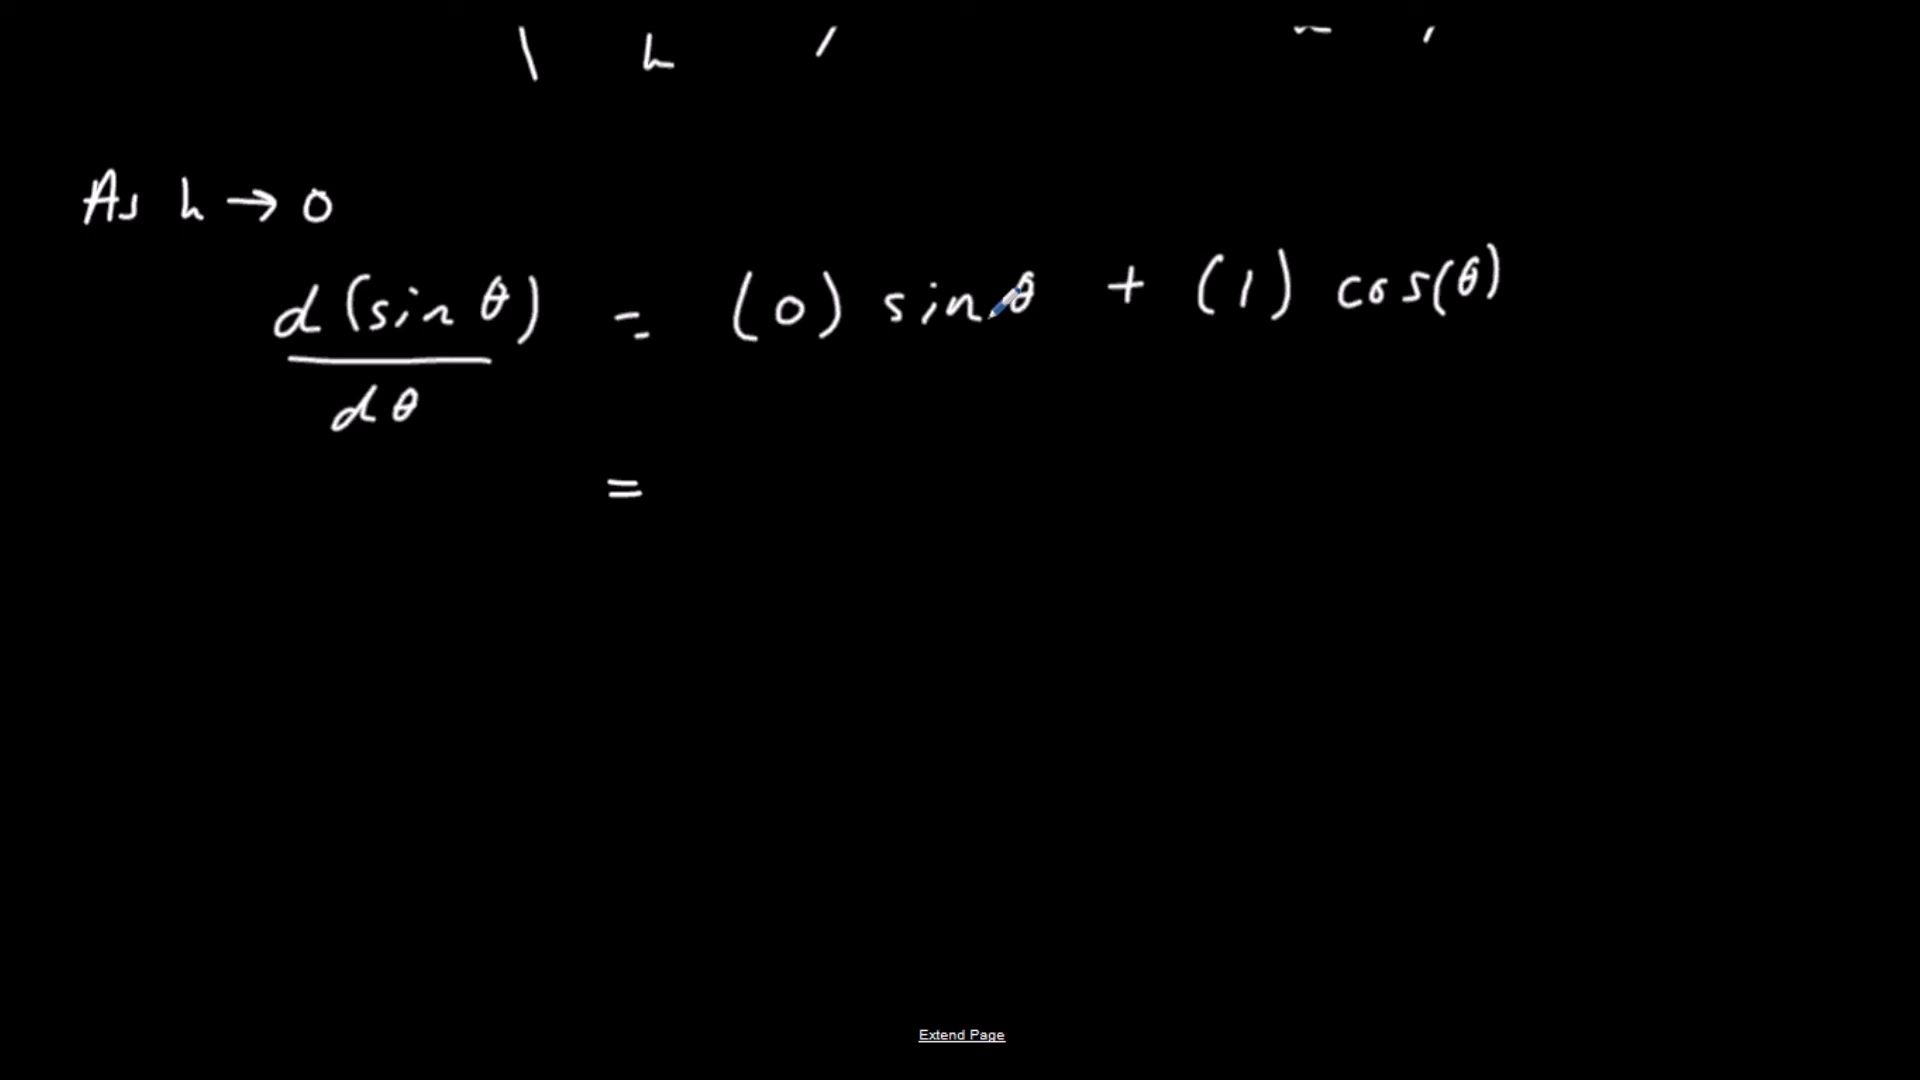 h
As h → 0
d(sin θ) = (0) sin θ + (1) cos(θ)
dθ
=
Extend Page